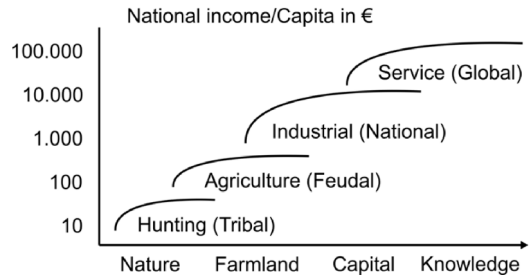 National income/Capita in €
100.000
Service (Global)
10.000
Industrial (National)
1.000
Agriculture (Feudal)
100
Hunting (Tribal)
10
Nature Farmland Capital Knowledge